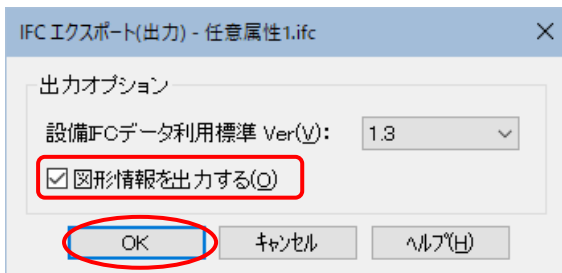 IFC エクスポート(出力) - 任意属性1.ifc
出力オプション
設備IFCデータ利用標準 Ver(V): 1.3
図形情報を出力する(O)
OK キャンセル ヘルプ(H)